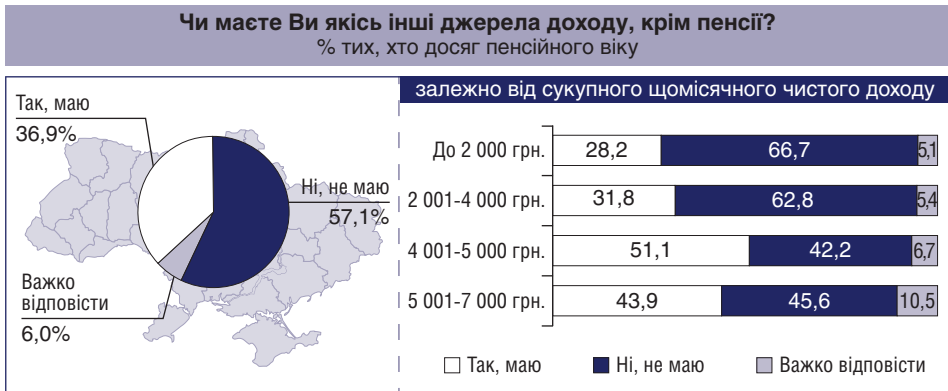 Чи маєте Ви якісь інші джерела доходу, крім пенсії?
% тих, хто досяг пенсійного віку
Так, маю
36,9%
Ні, не маю
57,1%
Важко
відповісти
6,0%
залежно від сукупного щомісячного чистого доходу
До 2 000 грн. 28,2 66,7 5,1
2 001-4 000 грн. 31,8 62,8 5,4
4 001-5 000 грн. 51,1 42,2 6,7
5 001-7 000 грн. 43,9 45,6 10,5
Так, маю Ні, не маю Важко відповісти